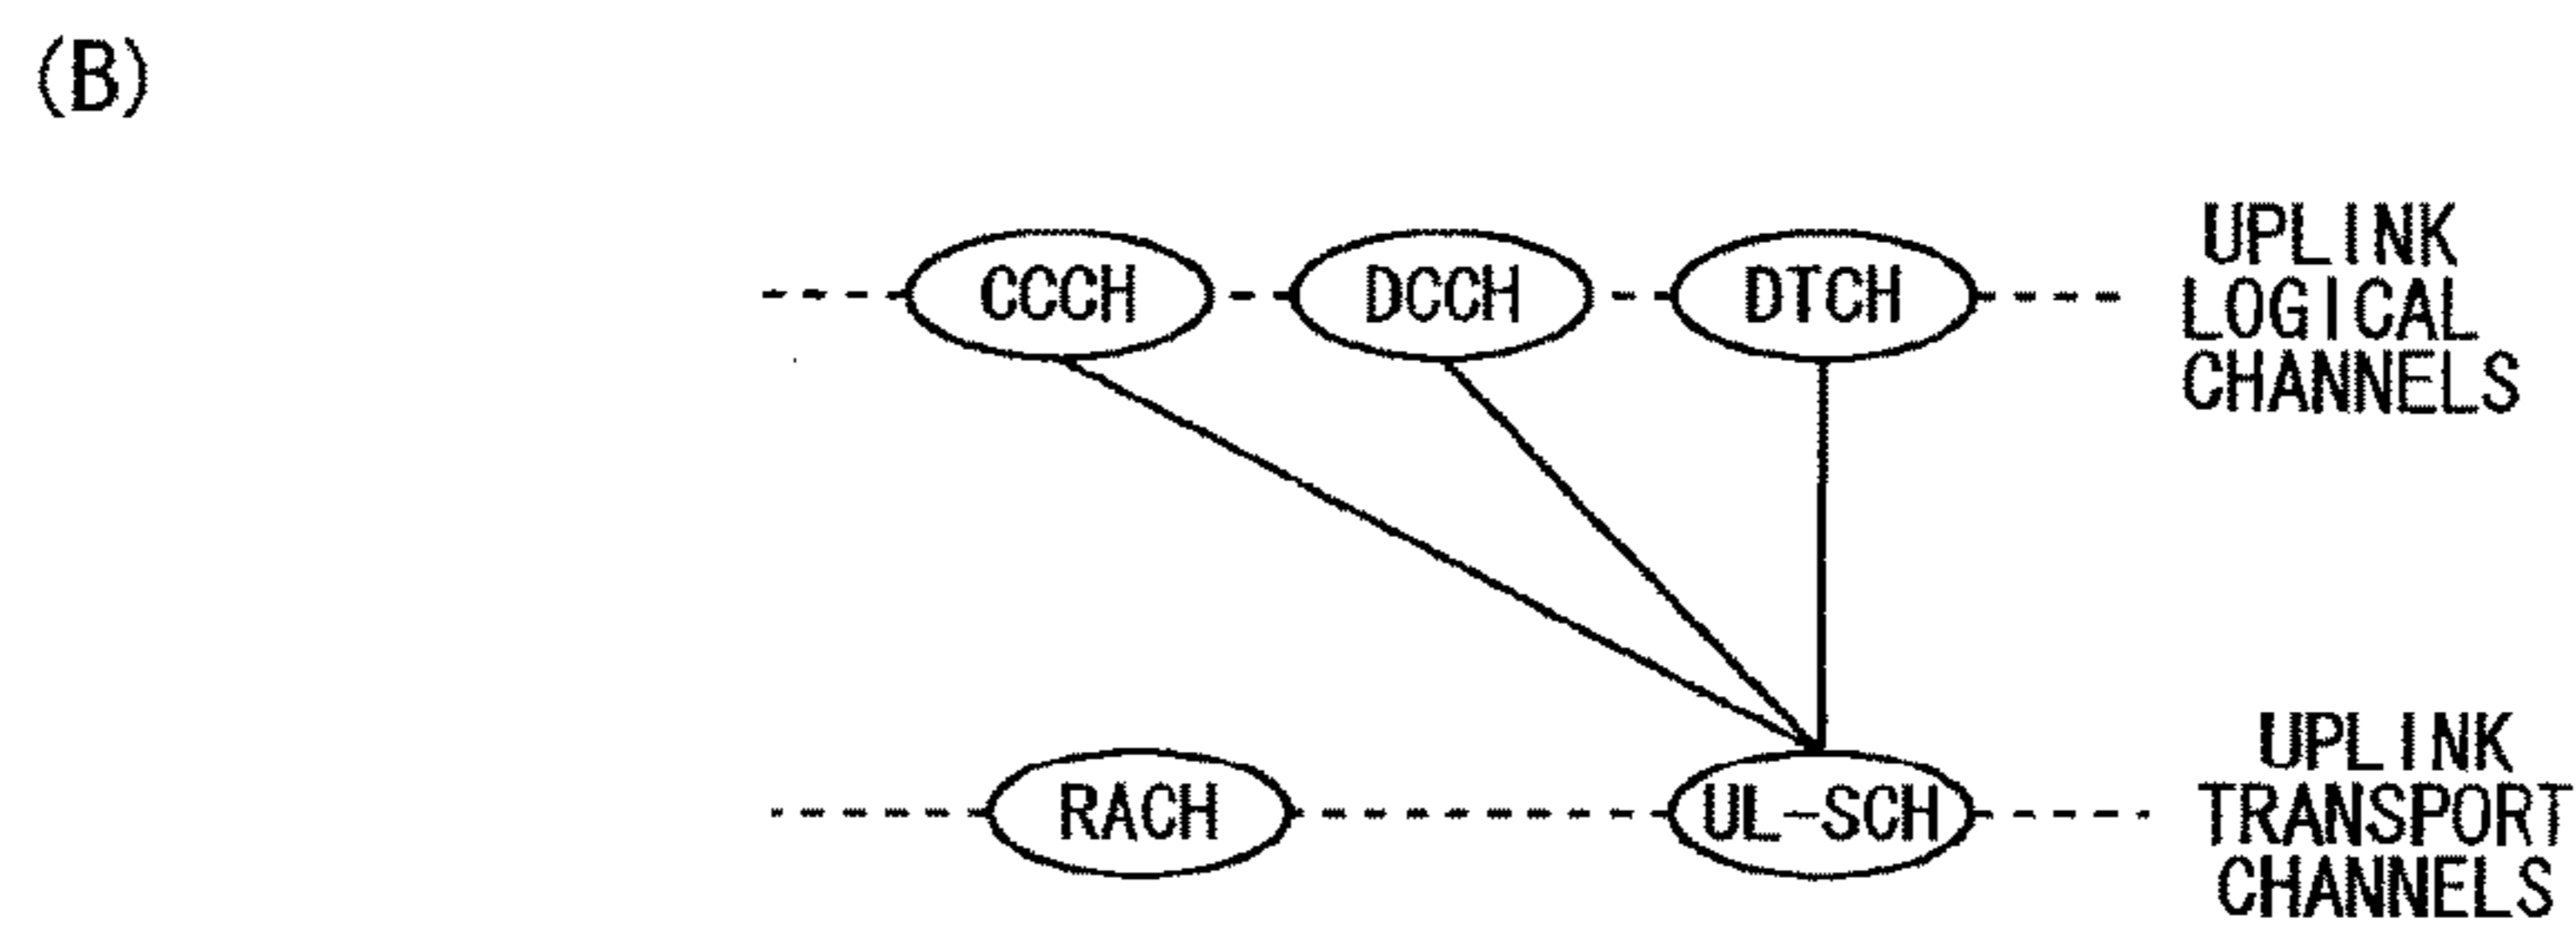 (B)
CCCH
DCCH
DTCH
UPLINK
LOGICAL
CHANNELS
RACH
UL-SCH
UPLINK
TRANSPORT
CHANNELS